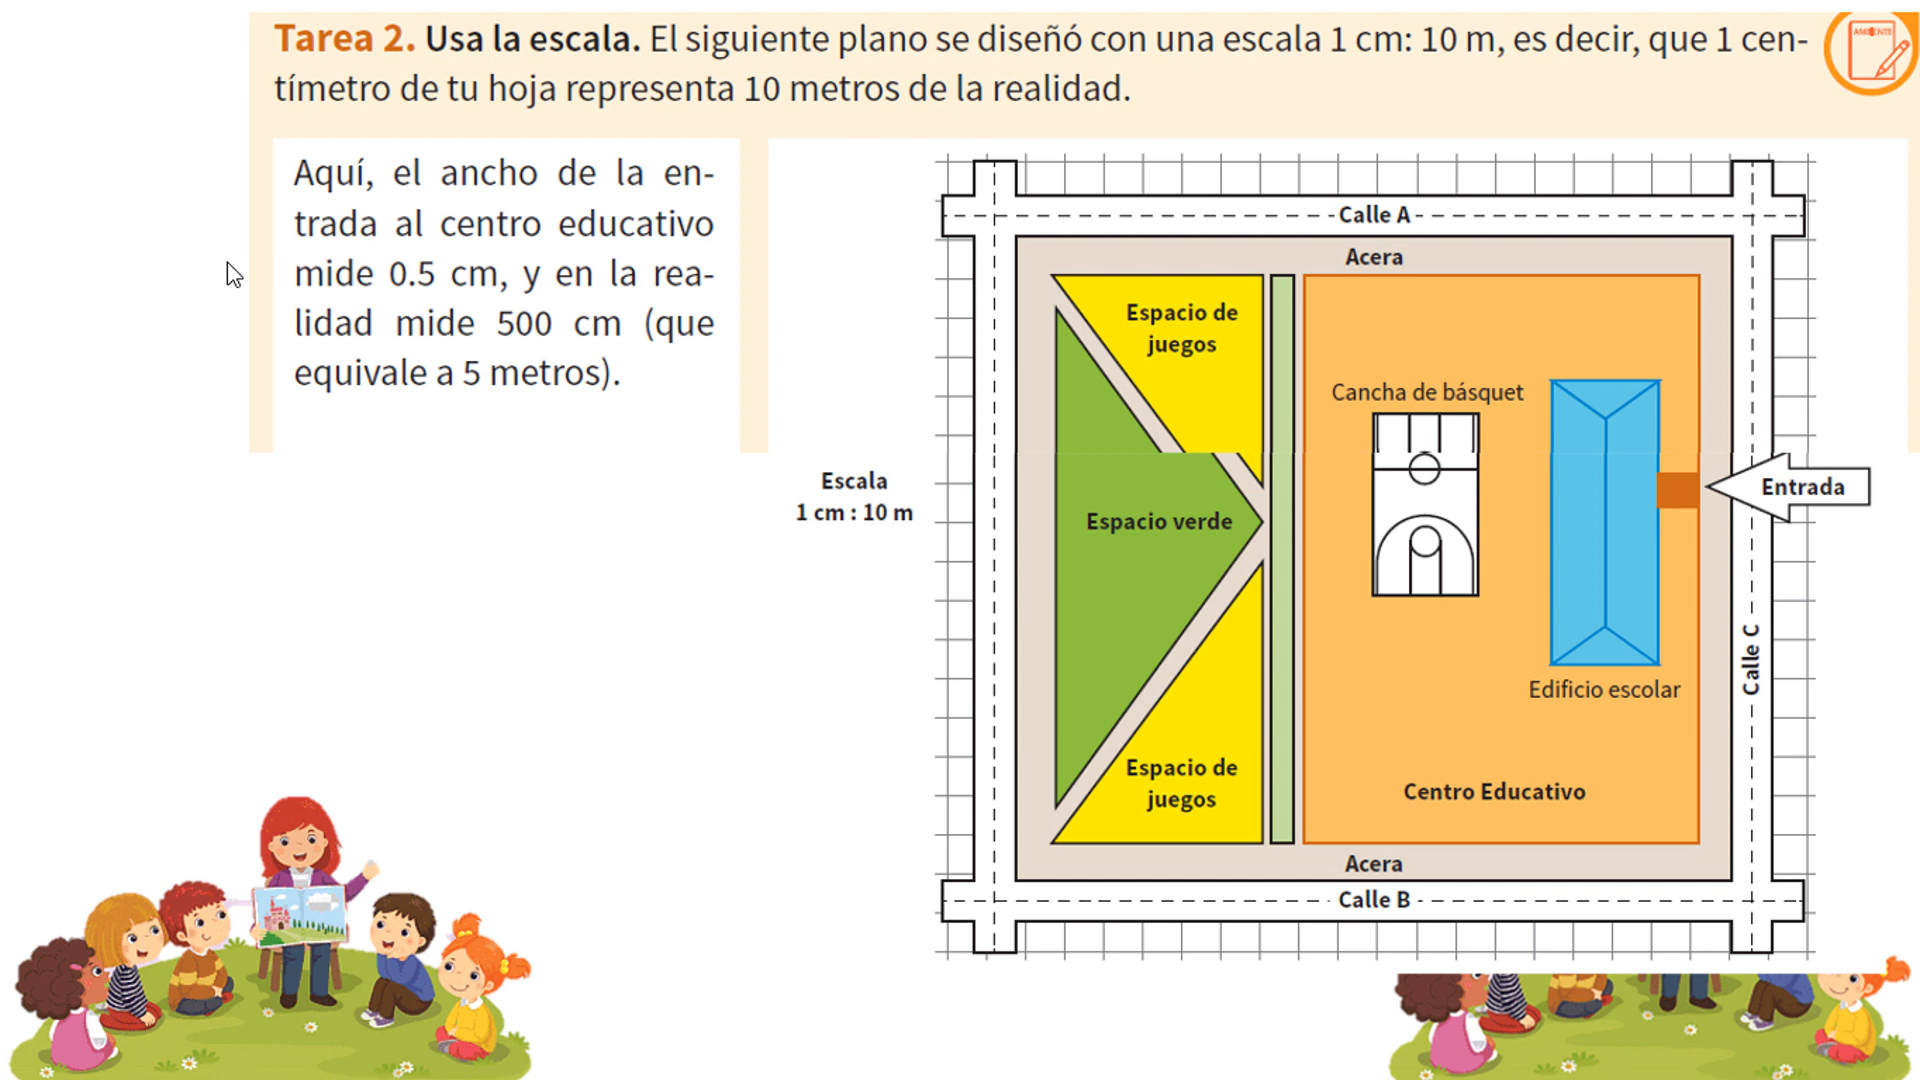 Tarea 2. Usa la escala. El siguiente plano se diseñó con una escala 1 cm: 10 m, es decir, que 1 cen-
tímetro de tu hoja representa 10 metros de la realidad.
AMBIENTE
Aquí, el ancho de la en-
trada al centro educativo
mide 0.5 cm, y en la rea-
lidad mide 500 cm (que
equivale a 5 metros).
Escala
1 cm : 10 m
Calle A
Acera
Espacio de
juegos
Cancha de básquet
Espacio verde
Entrada
Calle C
Edificio escolar
Espacio de
juegos
Centro Educativo
Acera
Calle B